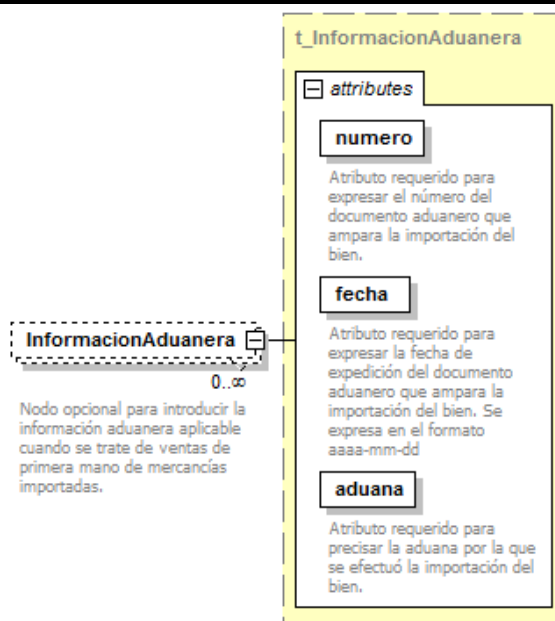 t_InformacionAduanera
attributes
numero
Atributo requerido para
expresar el número del
documento aduanero que
ampara la importación del
bien.
fecha
Atributo requerido para
expresar la fecha de
expedición del documento
aduanero que ampara la
importación del bien. Se
expresa en el formato
aaaa-mm-dd
InformacionAduanera
0..∞
Nodo opcional para introducir la
información aduanera aplicable
cuando se trate de ventas de
primera mano de mercancías
importadas.
aduana
Atributo requerido para
precisar la aduana por la que
se efectuó la importación del
bien.